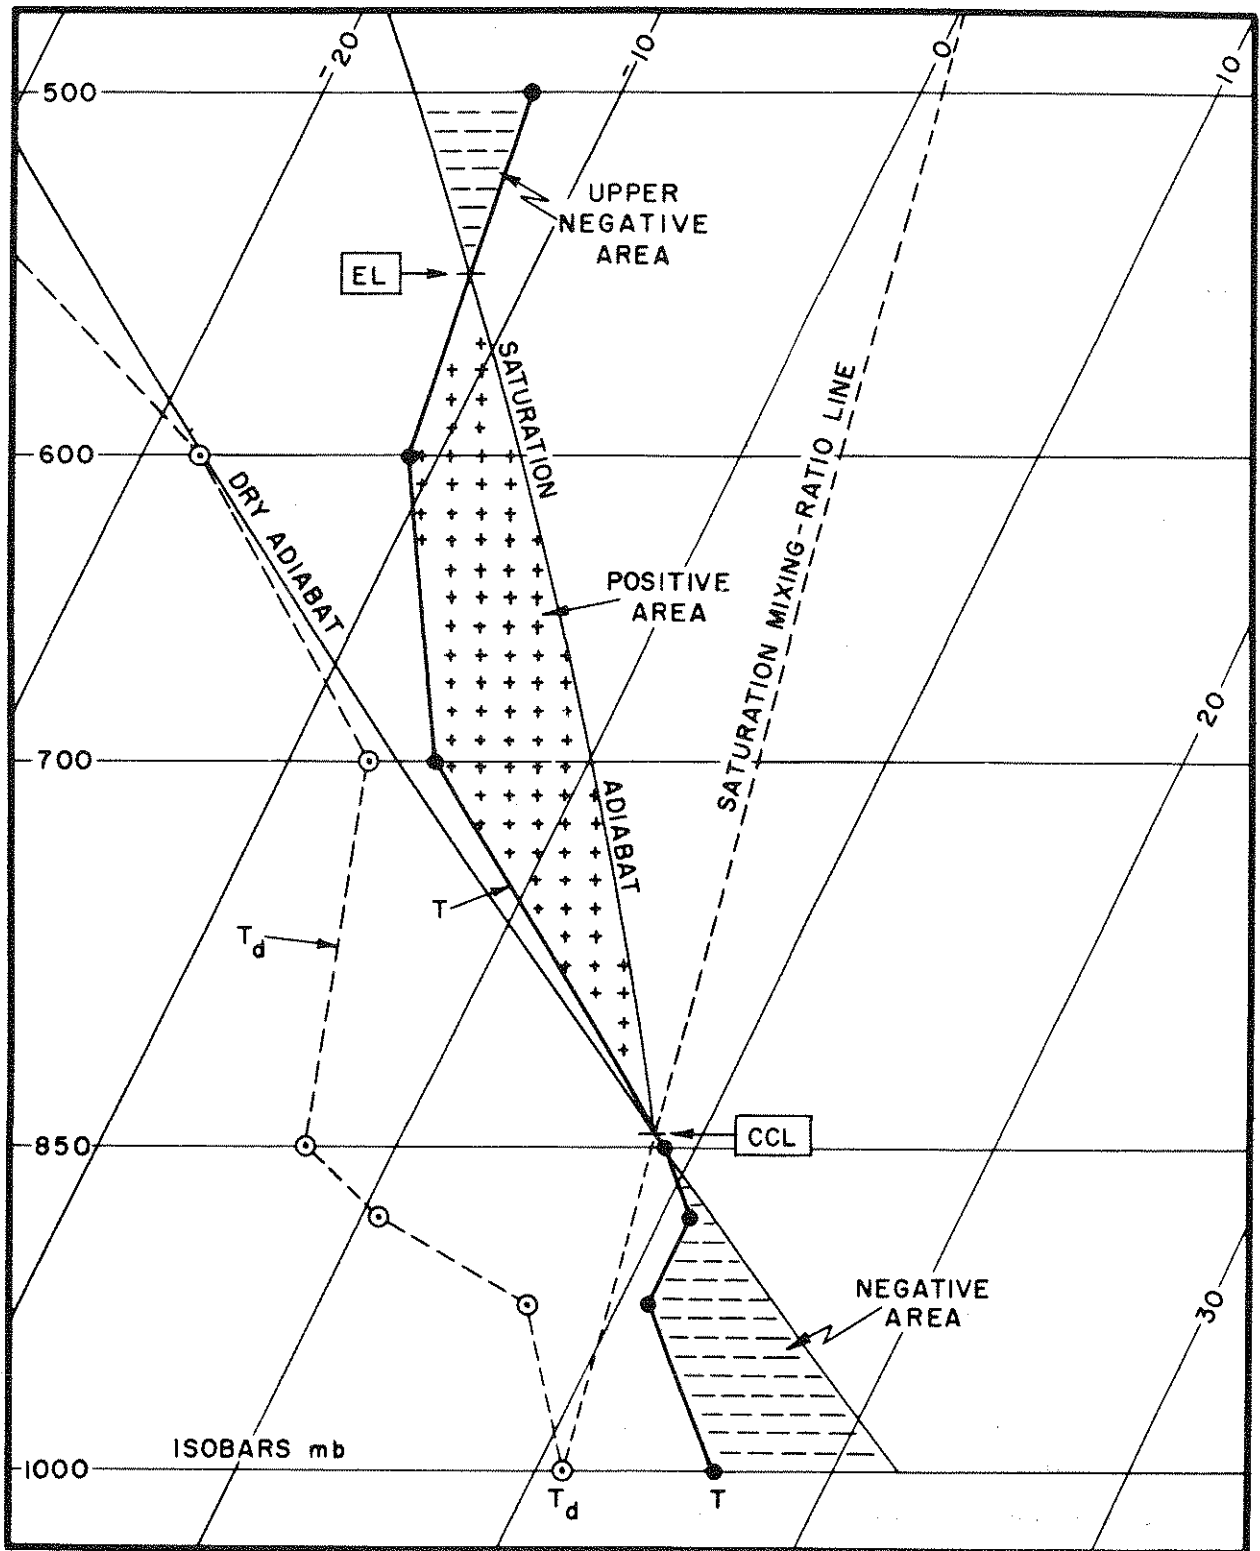 -20
-10
0
10
500
UPPER
NEGATIVE
AREA
EL
SATURATION
600
DRY ADIABAT
SATURATION MIXING-RATIO LINE
POSITIVE
AREA
20
700
ADIABAT
T
Td
CCL
850
NEGATIVE
AREA
30
ISOBARS mb
1000
Td
T